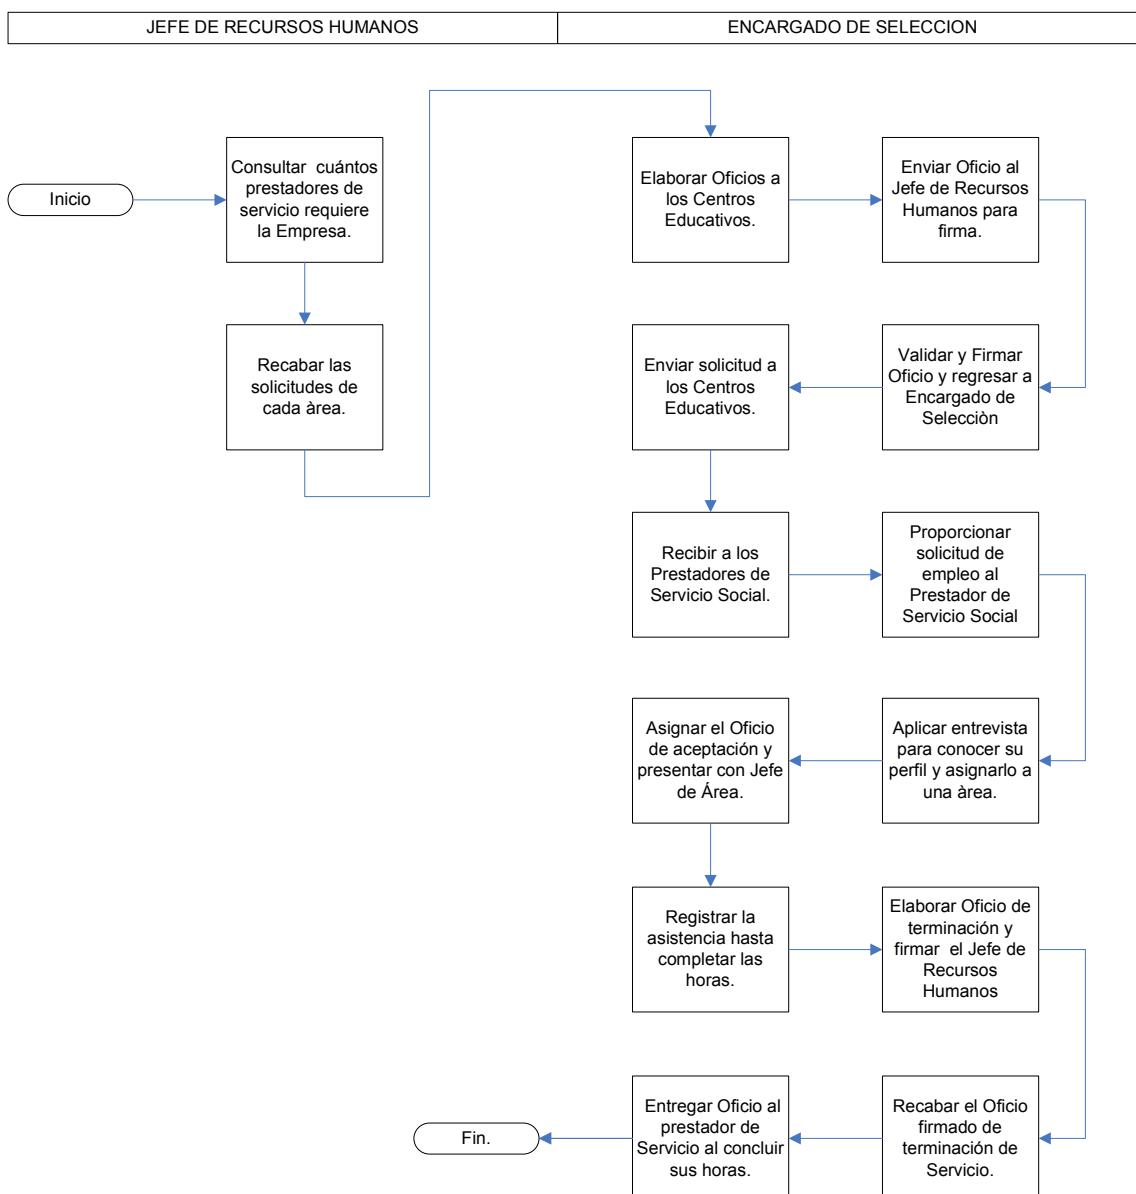 JEFE DE RECURSOS HUMANOS
ENCARGADO DE SELECCION
Inicio
Consultar cuántos
prestadores de
servicio requiere
la Empresa.
Recabar las
solicitudes de
cada àrea.
Elaborar Oficios a
los Centros
Educativos.
Enviar Oficio al
Jefe de Recursos
Humanos para
firma.
Validar y Firmar
Oficio y regresar a
Encargado de
Selecciòn
Enviar solicitud a
los Centros
Educativos.
Recibir a los
Prestadores de
Servicio Social.
Proporcionar
solicitud de
empleo al
Prestador de
Servicio Social
Aplicar entrevista
para conocer su
perfil y asignarlo a
una àrea.
Asignar el Oficio
de aceptación y
presentar con Jefe
de Área.
Registrar la
asistencia hasta
completar las
horas.
Elaborar Oficio de
terminación y
firmar el Jefe de
Recursos
Humanos
Recabar el Oficio
firmado de
terminación de
Servicio.
Entregar Oficio al
prestador de
Servicio al concluir
sus horas.
Fin.